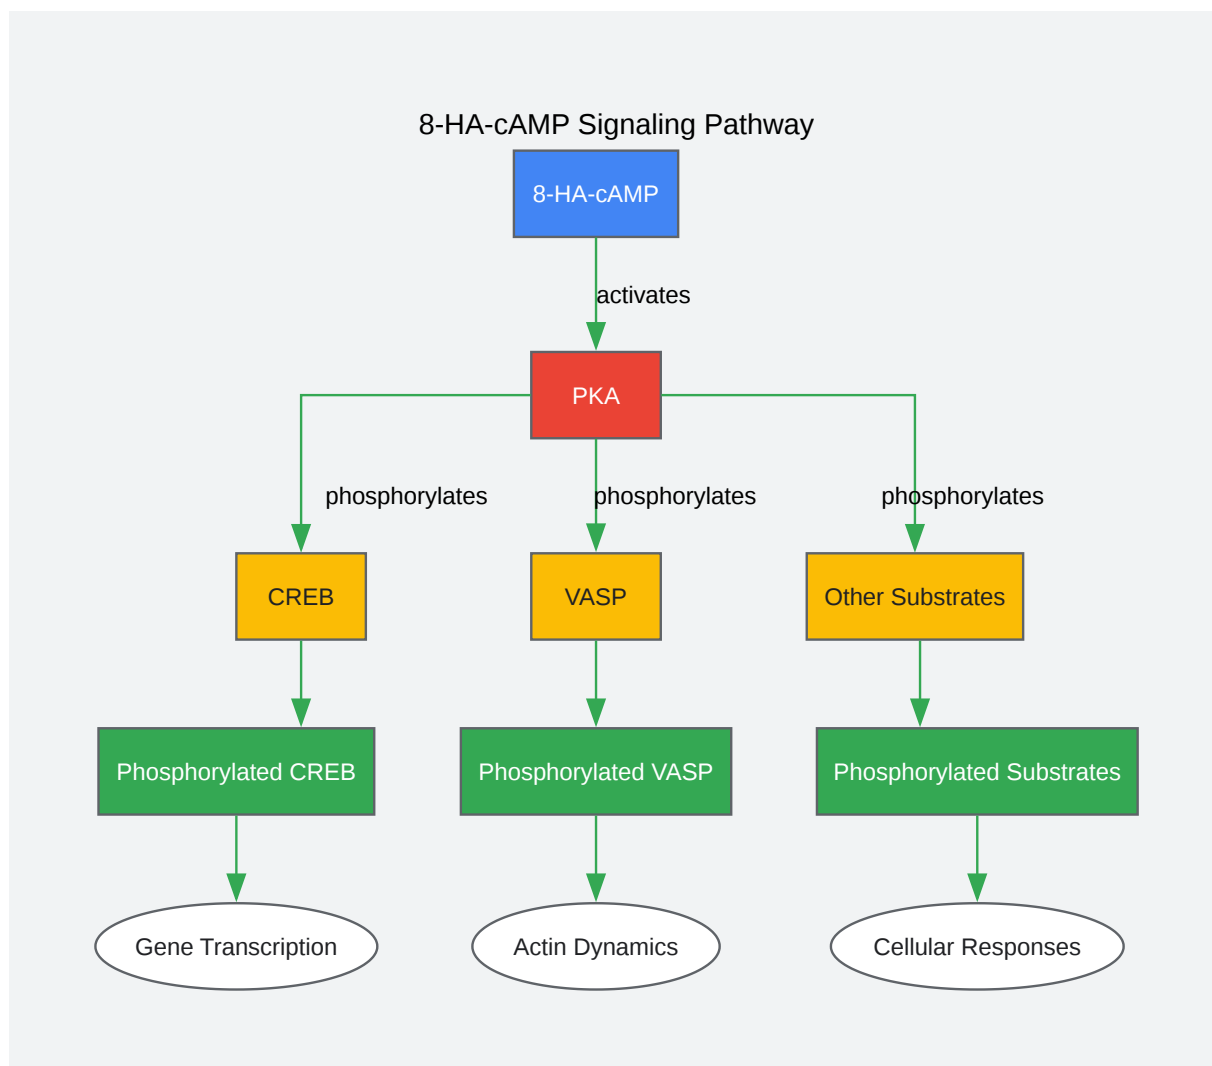 8-HA-cAMP Signaling Pathway
8-HA-cAMP
activates
PKA
phosphorylates
phosphorylates
phosphorylates
CREB
VASP
Other Substrates
Phosphorylated CREB
Phosphorylated VASP
Phosphorylated Substrates
Gene Transcription
Actin Dynamics
Cellular Responses